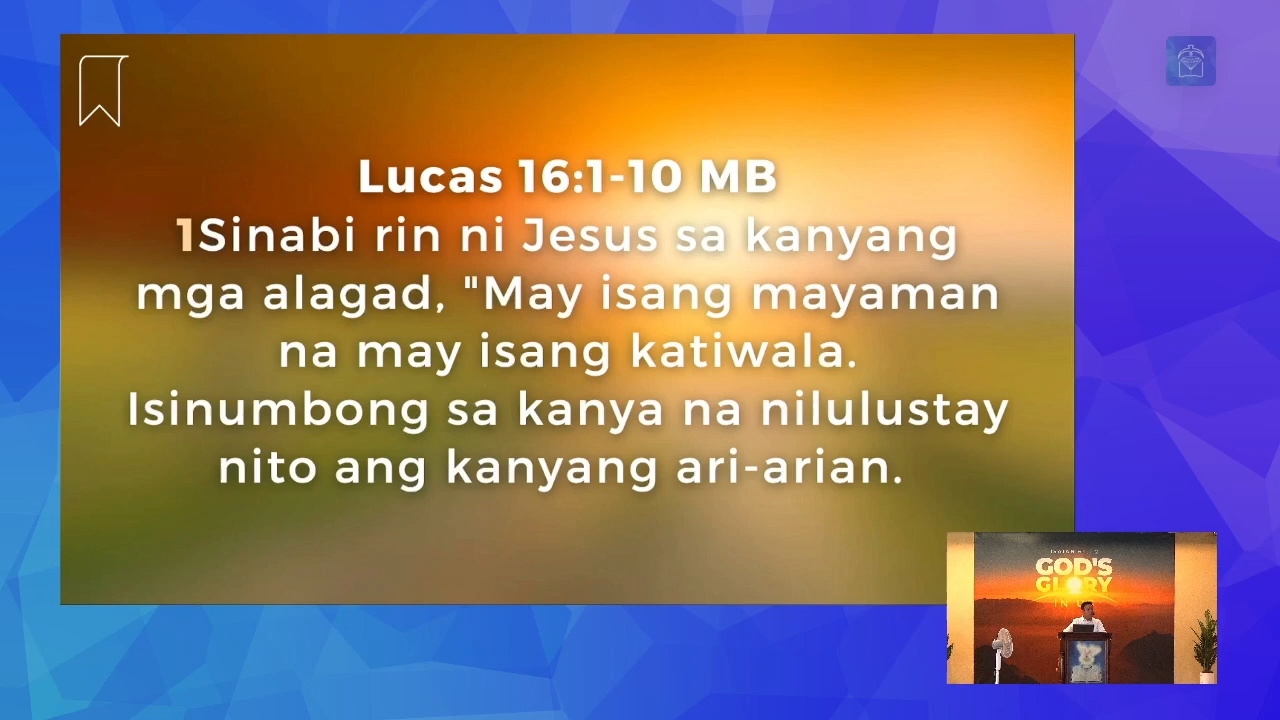 Lucas 16:1-10 MB
1Sinabi rin ni Jesus sa kanyang
mga alagad, "May isang mayaman
na may isang katiwala.
Isinumbong sa kanya na nilulustay
nito ang kanyang ari-arian.
GOD'S
GLORY